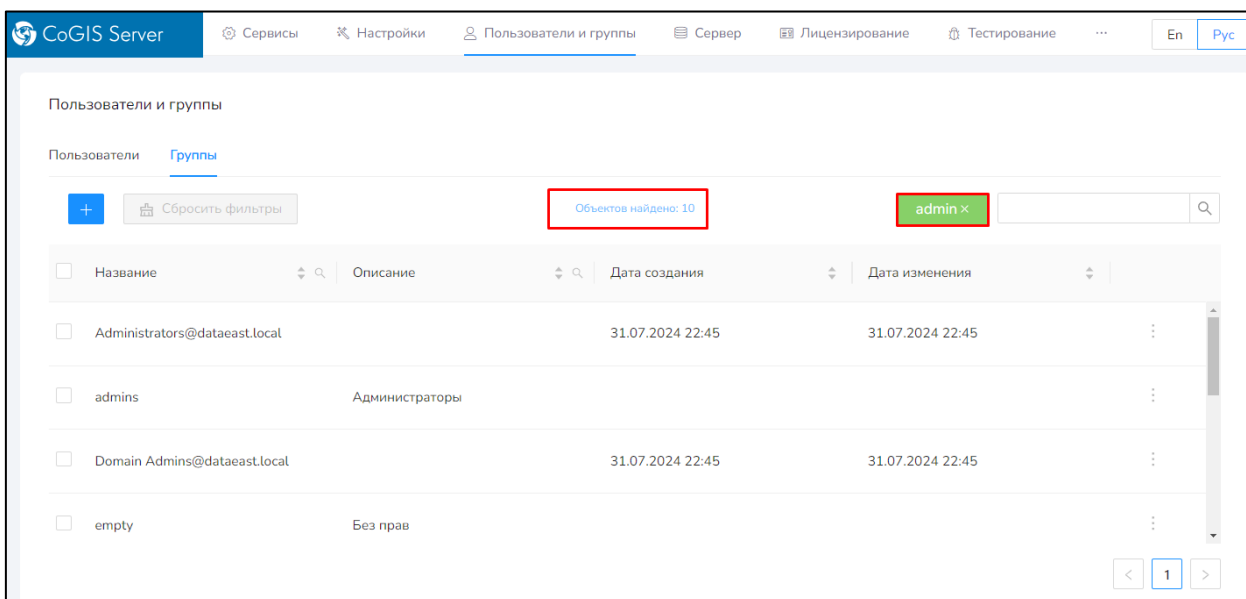 CoGIS Server Сервисы Настройки Пользователи и группы Сервер Лицензирование Тестирование ... En Рус
Пользователи и группы
Пользователи Группы
+ Сбросить фильтры Объектов найдено: 10 admin ×
Название Описание Дата создания Дата изменения
Administrators@dataeast.local 31.07.2024 22:45 31.07.2024 22:45
admins Администраторы
Domain Admins@dataeast.local 31.07.2024 22:45 31.07.2024 22:45
empty Без прав
< 1 >